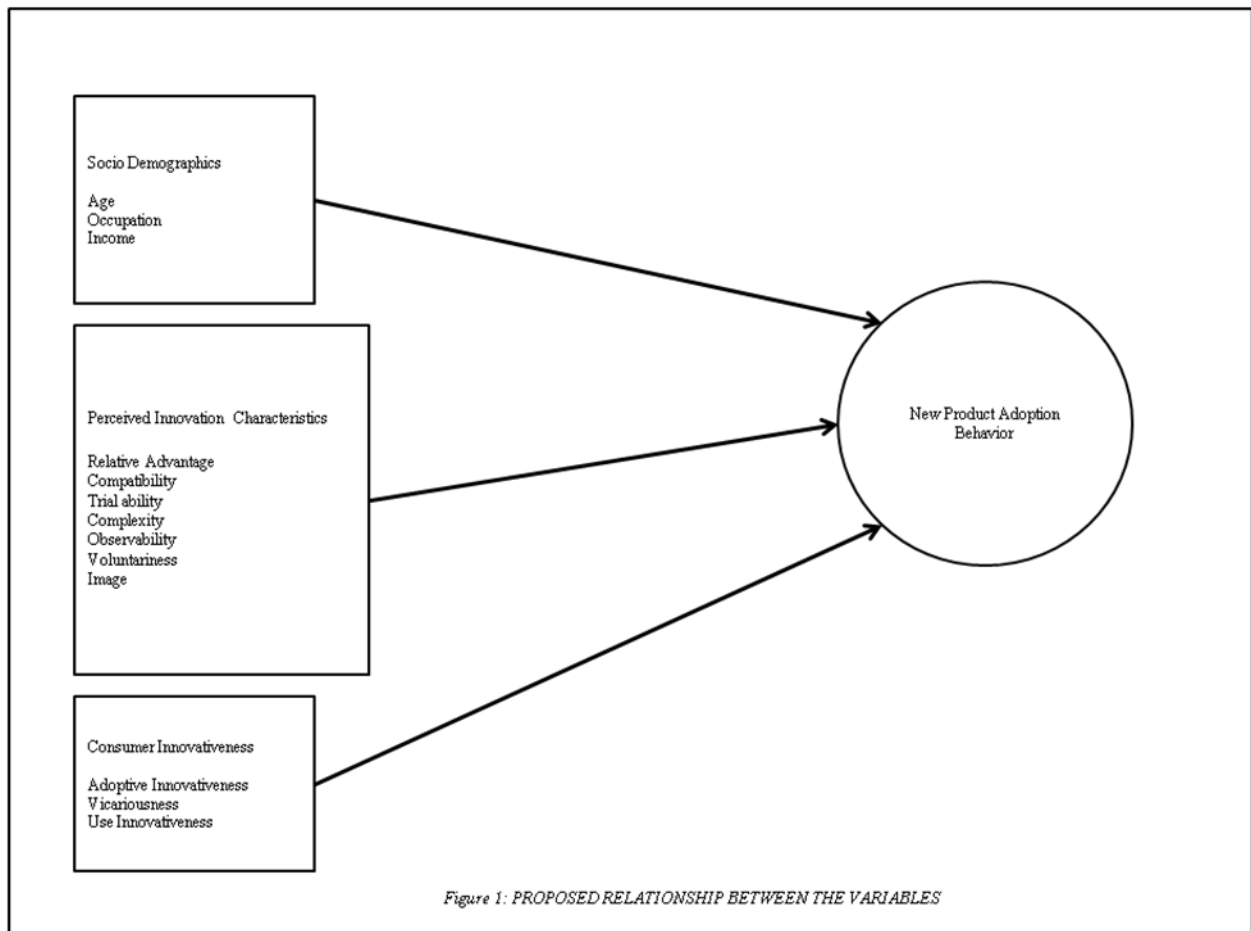 Socio Demographics
Age
Occupation
Income
Perceived Innovation Characteristics
Relative Advantage
Compatibility
Trial ability
Complexity
Observability
Voluntariness
Image
Consumer Innovativeness
Adoptive Innovativeness
Vicariousness
Use Innovativeness
New Product Adoption
Behavior
Figure 1: PROPOSED RELATIONSHIP BETWEEN THE VARIABLES